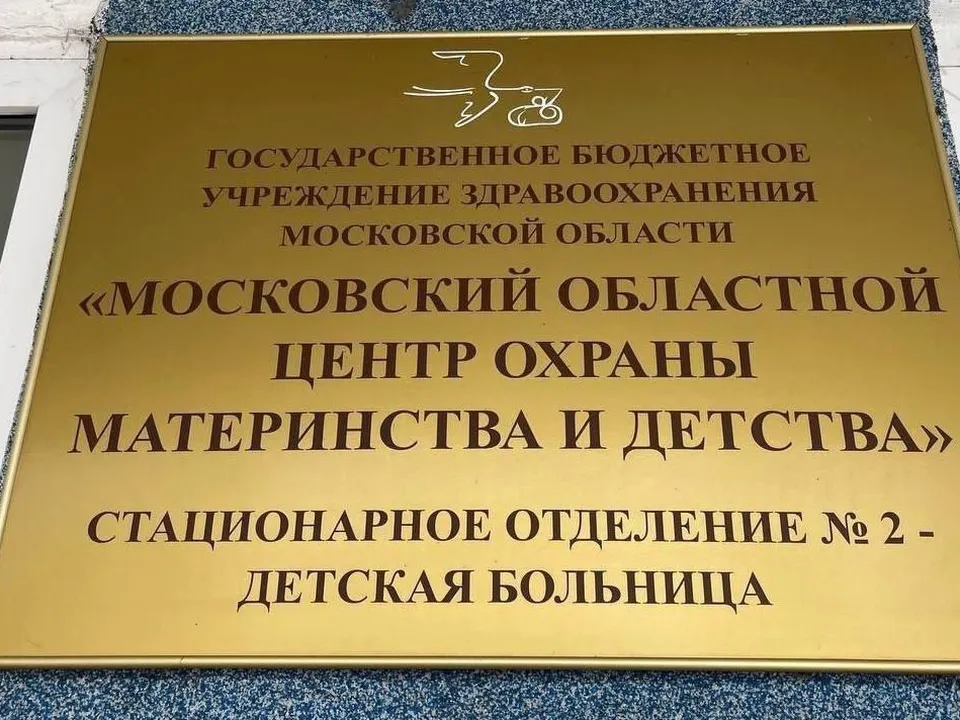 ГОСУДАРСТВЕННОЕ БЮДЖЕТНОЕ
УЧРЕЖДЕНИЕ ЗДРАВООХРАНЕНИЯ
МОСКОВСКОЙ ОБЛАСТИ
«МОСКОВСКИЙ ОБЛАСТНОЙ
ЦЕНТР ОХРАНЫ
МАТЕРИНСТВА И ДЕТСТВА»
СТАЦИОНАРНОЕ ОТДЕЛЕНИЕ № 2 -
ДЕТСКАЯ БОЛЬНИЦА